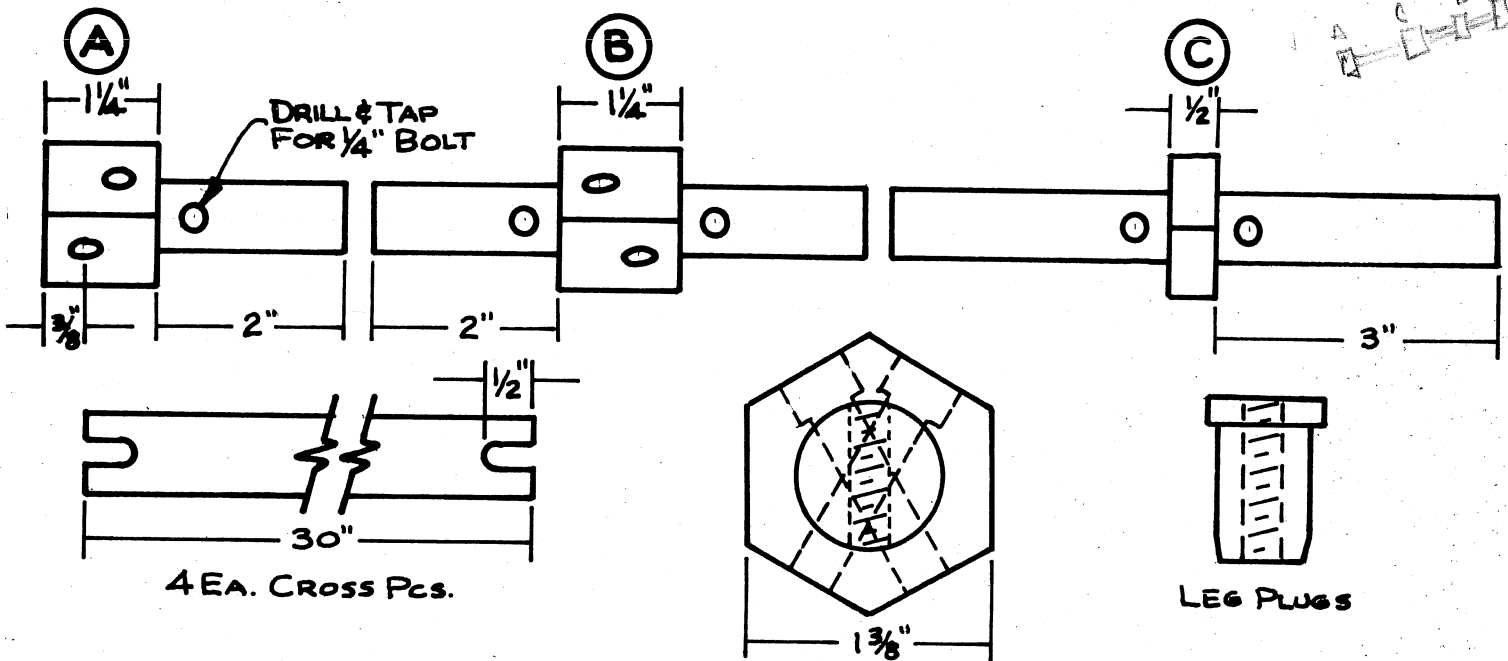 A
B
C
1¼"
1¼"
½"
DRILL & TAP
FOR ¼" BOLT
⅜"
2"
2"
3"
½"
30"
4 EA. CROSS PCS.
1⅜"
LEG PLUGS